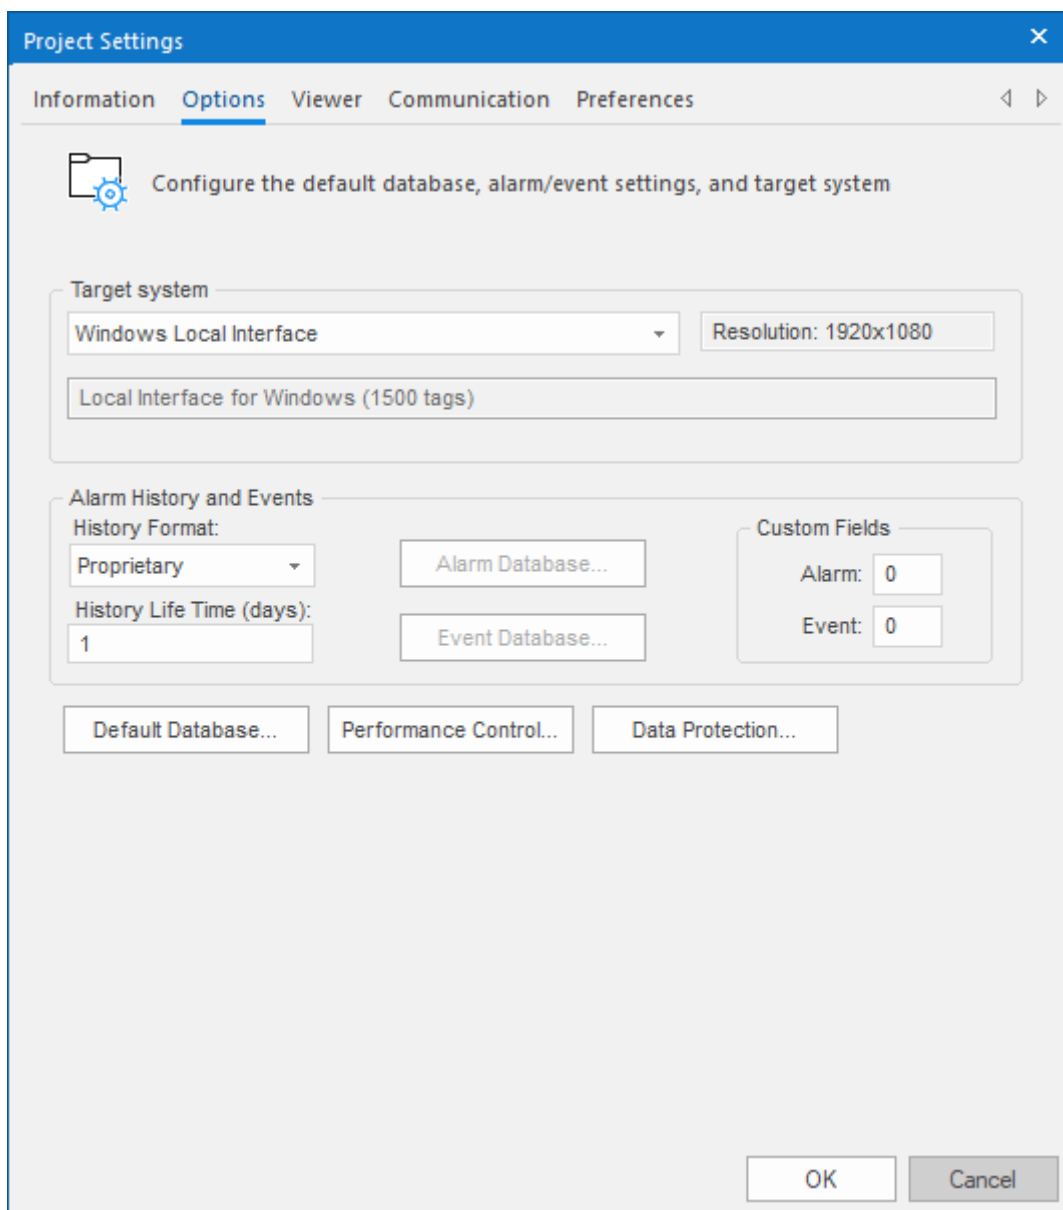 Project Settings
Information Options Viewer Communication Preferences
Configure the default database, alarm/event settings, and target system
Target system
Windows Local Interface
Resolution: 1920x1080
Local Interface for Windows (1500 tags)
Alarm History and Events
History Format:
Proprietary
Alarm Database...
History Life Time (days):
1
Event Database...
Custom Fields
Alarm: 0
Event: 0
Default Database... Performance Control... Data Protection...
OK Cancel